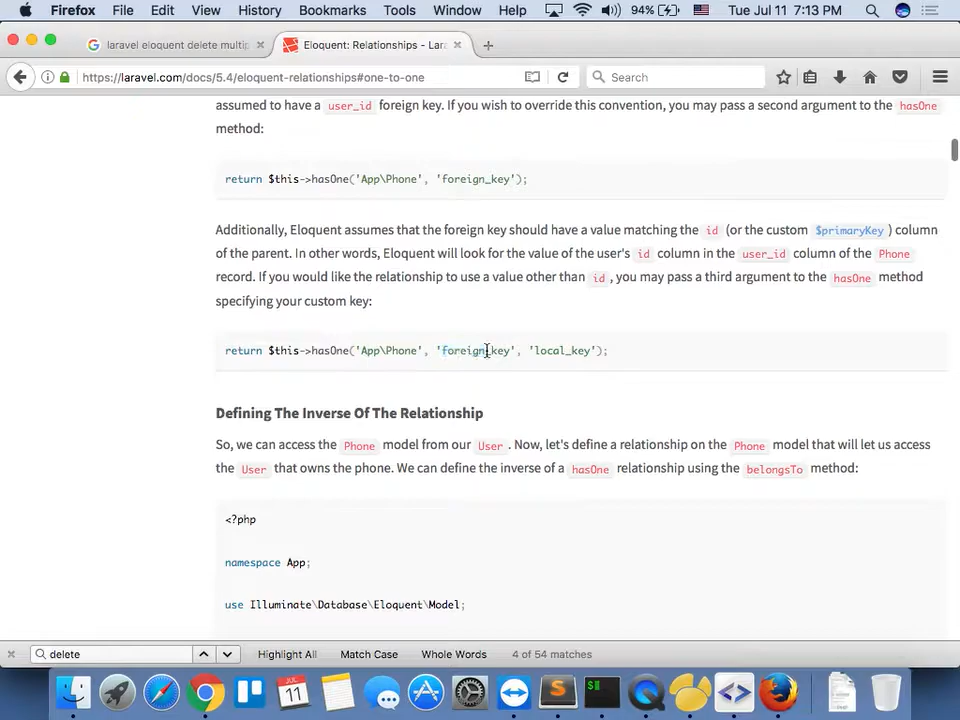 Firefox File Edit View History Bookmarks Tools Window Help 94% Tue Jul 11 7:13 PM
laravel eloquent delete multip
Eloquent: Relationships - Lara
https://laravel.com/docs/5.4/eloquent-relationships#one-to-one
Search
assumed to have a user_id foreign key. If you wish to override this convention, you may pass a second argument to the hasOne
method:
return $this->hasOne('App\Phone', 'foreign_key');
Additionally, Eloquent assumes that the foreign key should have a value matching the id (or the custom $primaryKey ) column
of the parent. In other words, Eloquent will look for the value of the user's id column in the user_id column of the Phone
record. If you would like the relationship to use a value other than id , you may pass a third argument to the hasOne method
specifying your custom key:
return $this->hasOne('App\Phone', 'foreign_key', 'local_key');
Defining The Inverse Of The Relationship
So, we can access the Phone model from our User . Now, let's define a relationship on the Phone model that will let us access
the User that owns the phone. We can define the inverse of a hasOne relationship using the belongsTo method:
<?php
namespace App;
use Illuminate\Database\Eloquent\Model;
delete
Highlight All Match Case Whole Words 4 of 54 matches
JUL
11